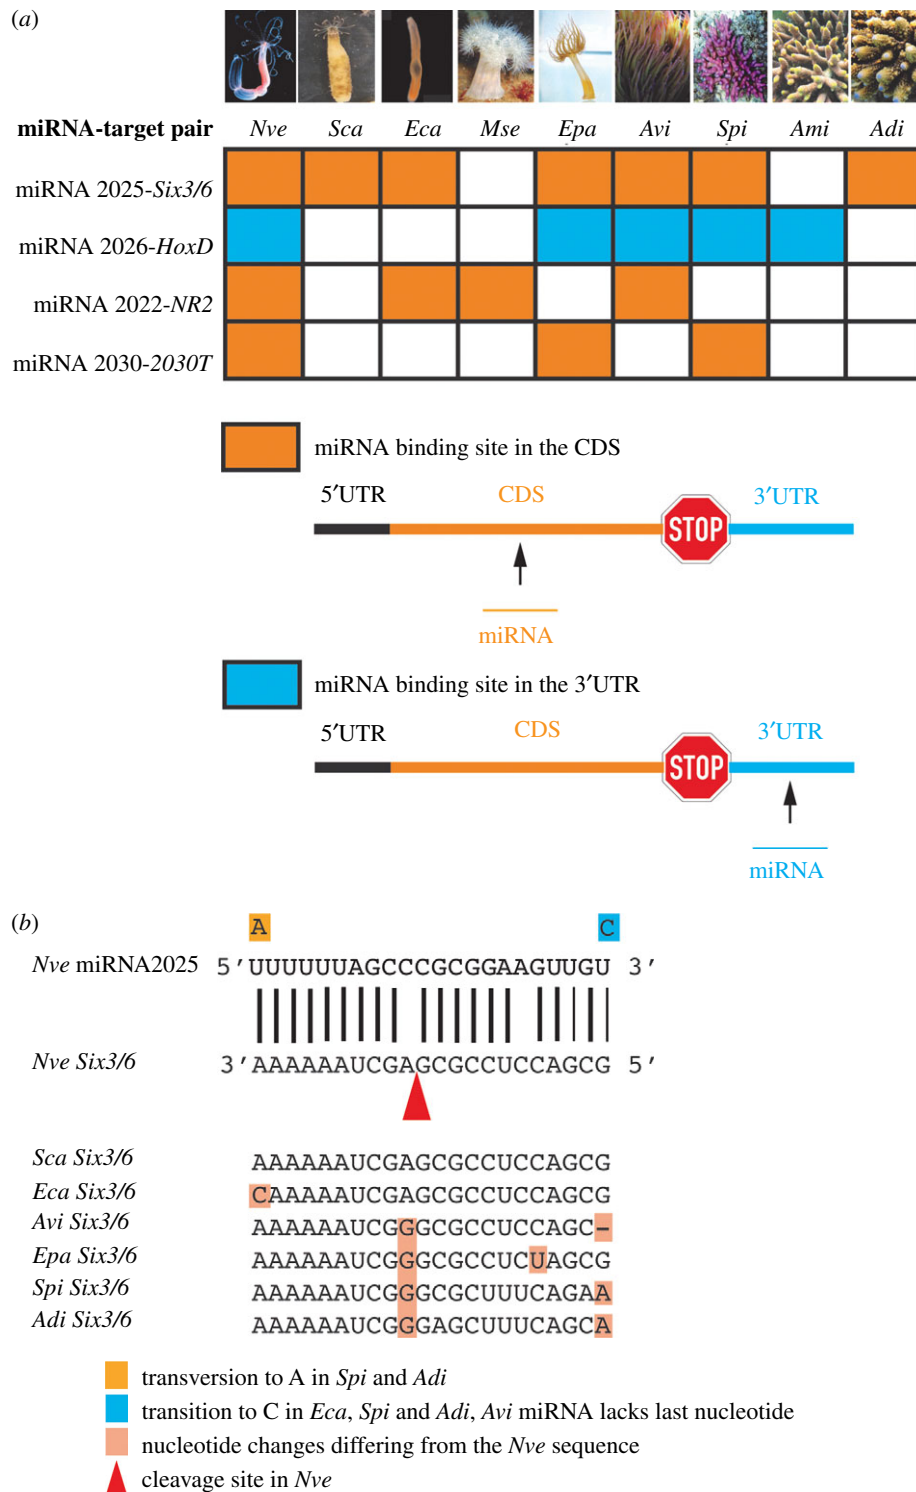 (a)
miRNA-target pair Nve Sca Eca Mse Epa Avi Spi Ami Adi
miRNA 2025-Six3/6
miRNA 2026-HoxD
miRNA 2022-NR2
miRNA 2030-2030T
miRNA binding site in the CDS
5′UTR CDS 3′UTR
STOP
miRNA
miRNA binding site in the 3′UTR
5′UTR CDS 3′UTR
STOP
miRNA
(b)
A C
Nve miRNA2025 5′UUUUUUAGCCCGCGGAAGUUGU 3′
Nve Six3/6 3′AAAAAAUCGAGCGCCUCCAGCG 5′
Sca Six3/6 AAAAAAUCGAGCGCCUCCAGCG
Eca Six3/6 CAAAAAUCGAGCGCCUCCAGCG
Avi Six3/6 AAAAAAUCGGGCGCCUCCAGC–
Epa Six3/6 AAAAAAUCGGGCGCCUCUAGCG
Spi Six3/6 AAAAAAUCGGGCGCUUUCAGAA
Adi Six3/6 AAAAAAUCGGGAGCUUUCAGCA
transversion to A in Spi and Adi
transition to C in Eca, Spi and Adi, Avi miRNA lacks last nucleotide
nucleotide changes differing from the Nve sequence
cleavage site in Nve